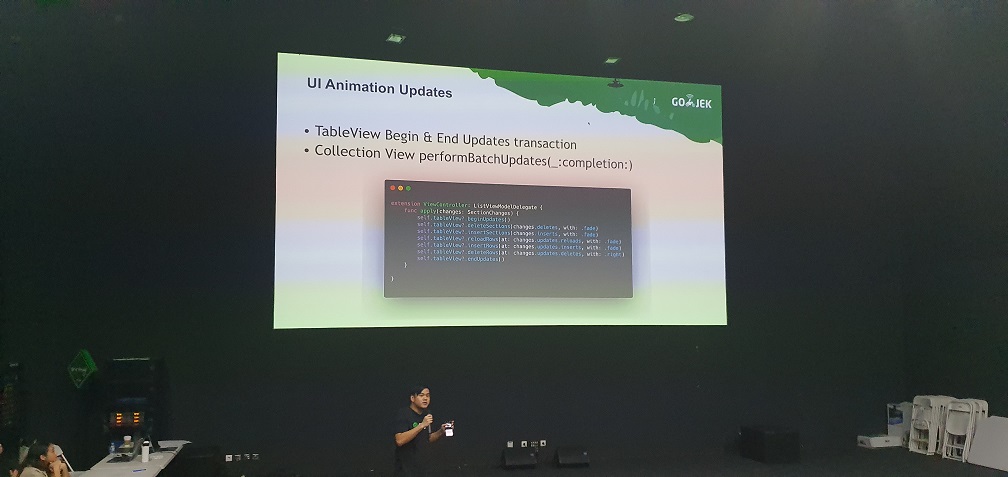 UI Animation Updates
GOJEK
• TableView Begin & End Updates transaction
• Collection View performBatchUpdates(_:completion:)
extension ViewController: ListViewModelDelegate {
func apply(changes: SectionChanges) {
self.tableView?.beginUpdates()
self.tableView?.deleteSections(changes.deletes, with: .fade)
self.tableView?.insertSections(changes.inserts, with: .fade)
self.tableView?.reloadRows(at: changes.updates.reloads, with: .fade)
self.tableView?.insertRows(at: changes.updates.inserts, with: .fade)
self.tableView?.deleteRows(at: changes.updates.deletes, with: .right)
self.tableView?.endUpdates()
}
}